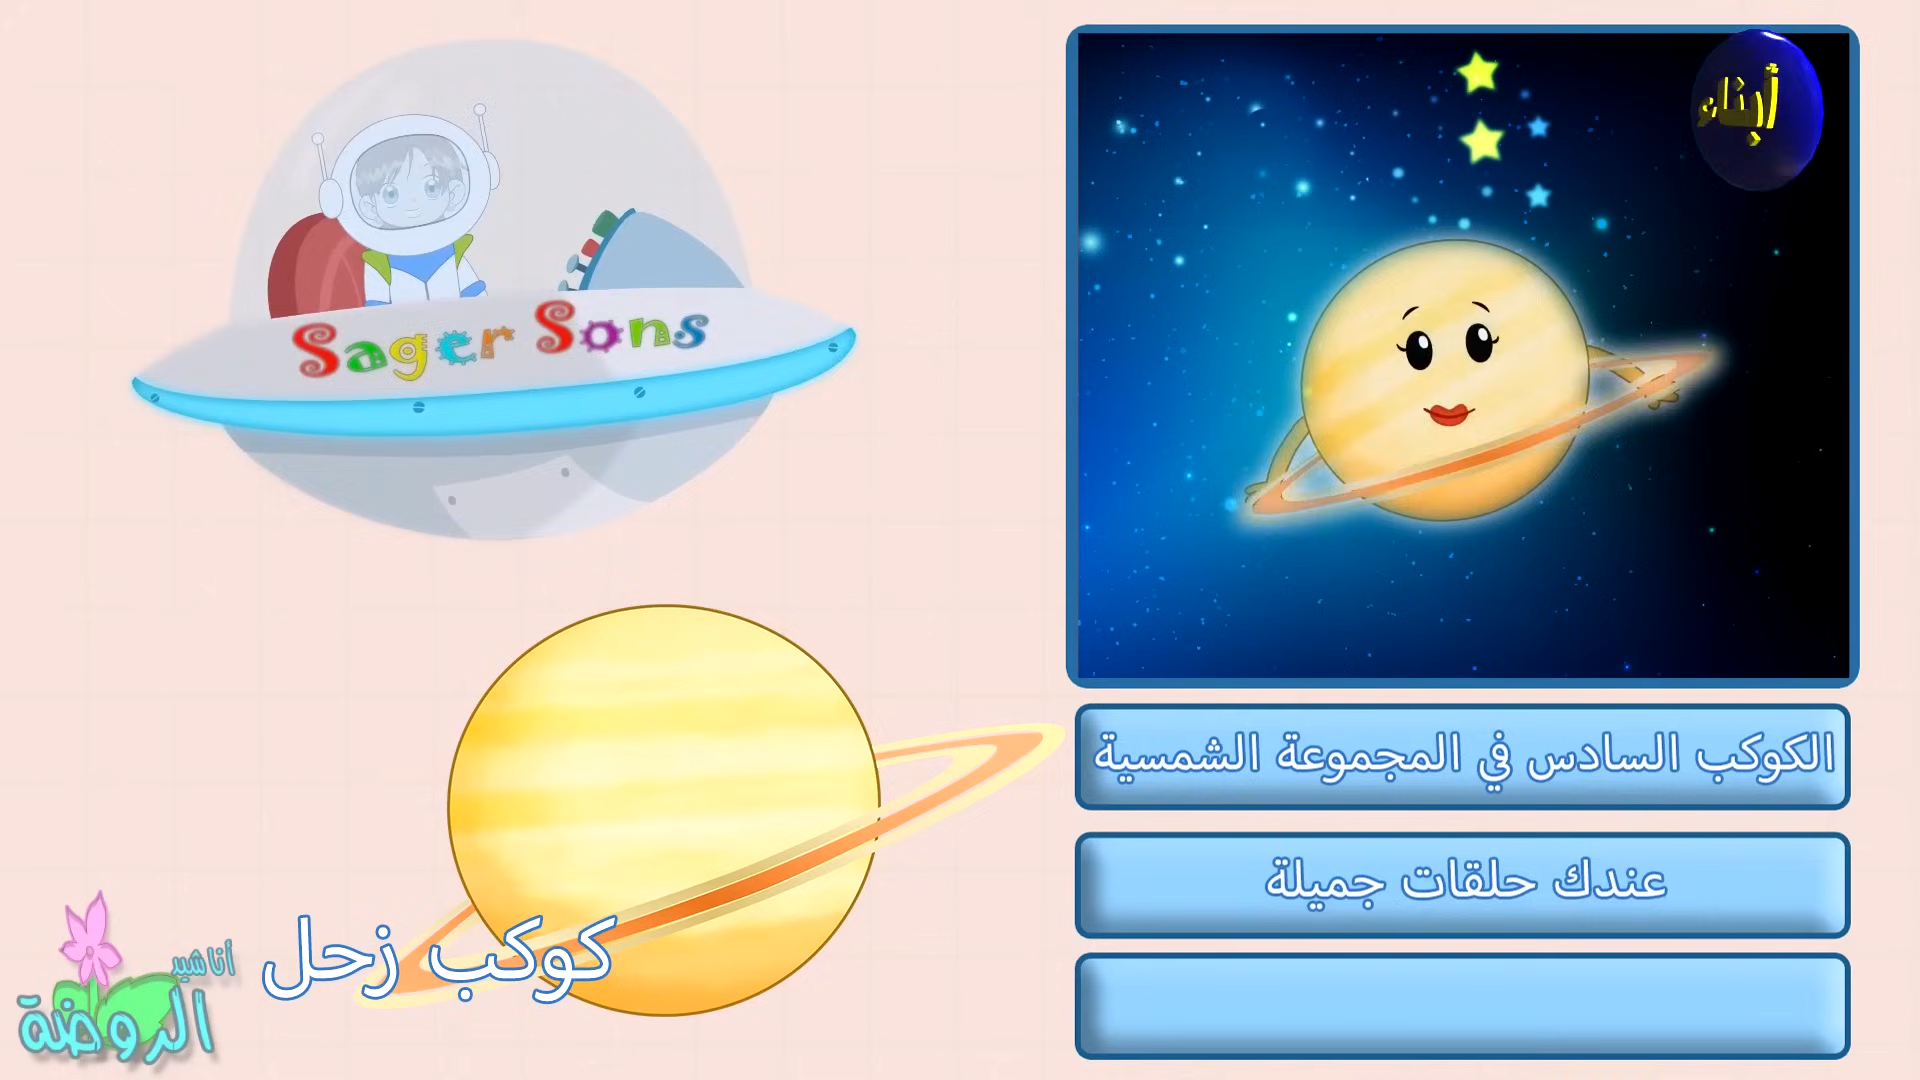 Sager Sons
أبناء
الكوكب السادس في المجموعة الشمسية
عندك حلقات جميلة
كوكب زحل
أناشيد
الروضة